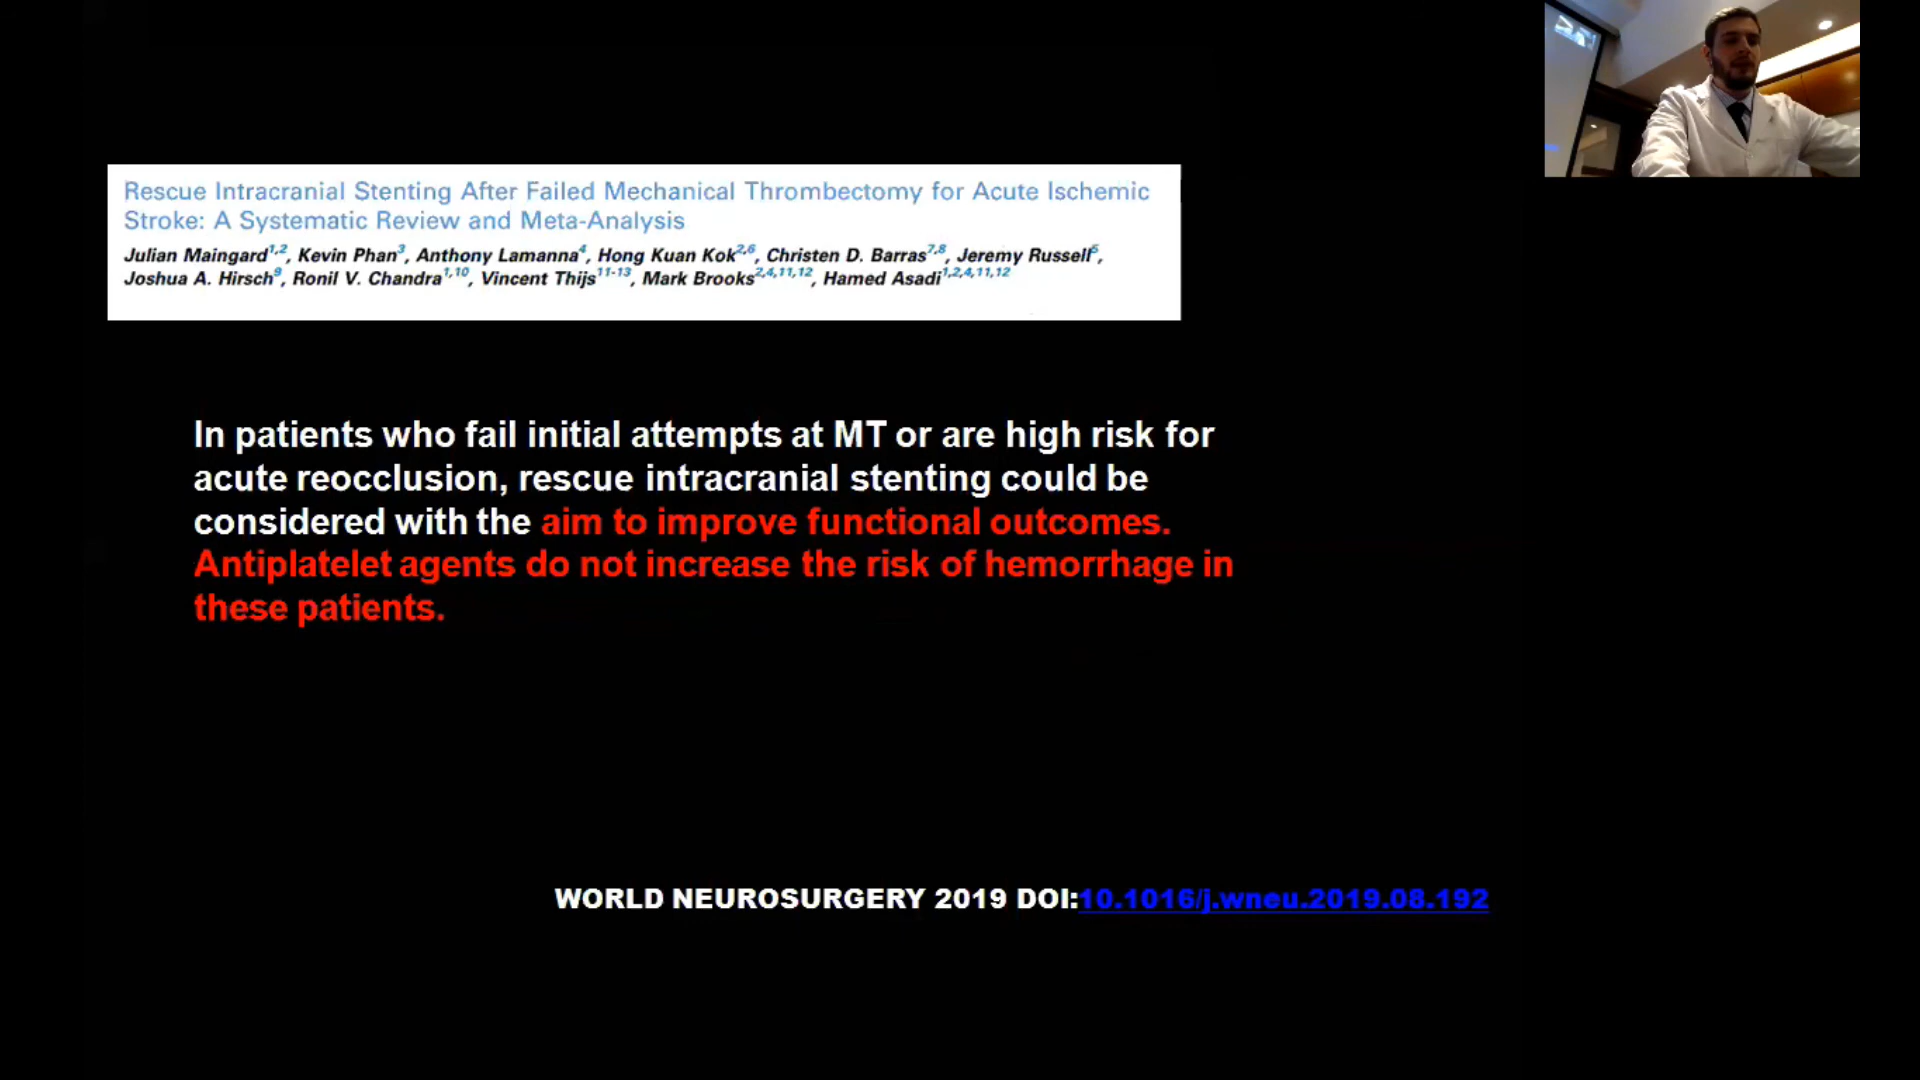 Rescue Intracranial Stenting After Failed Mechanical Thrombectomy for Acute Ischemic
Stroke: A Systematic Review and Meta-Analysis
Julian Maingard1,2, Kevin Phan3, Anthony Lamanna4, Hong Kuan Kok2,6, Christen D. Barras7,8, Jeremy Russell5,
Joshua A. Hirsch9, Ronil V. Chandra1,10, Vincent Thijs11-13, Mark Brooks2,4,11,12, Hamed Asadi1,2,4,11,12
In patients who fail initial attempts at MT or are high risk for
acute reocclusion, rescue intracranial stenting could be
considered with the aim to improve functional outcomes.
Antiplatelet agents do not increase the risk of hemorrhage in
these patients.
WORLD NEUROSURGERY 2019 DOI:10.1016/j.wneu.2019.08.192